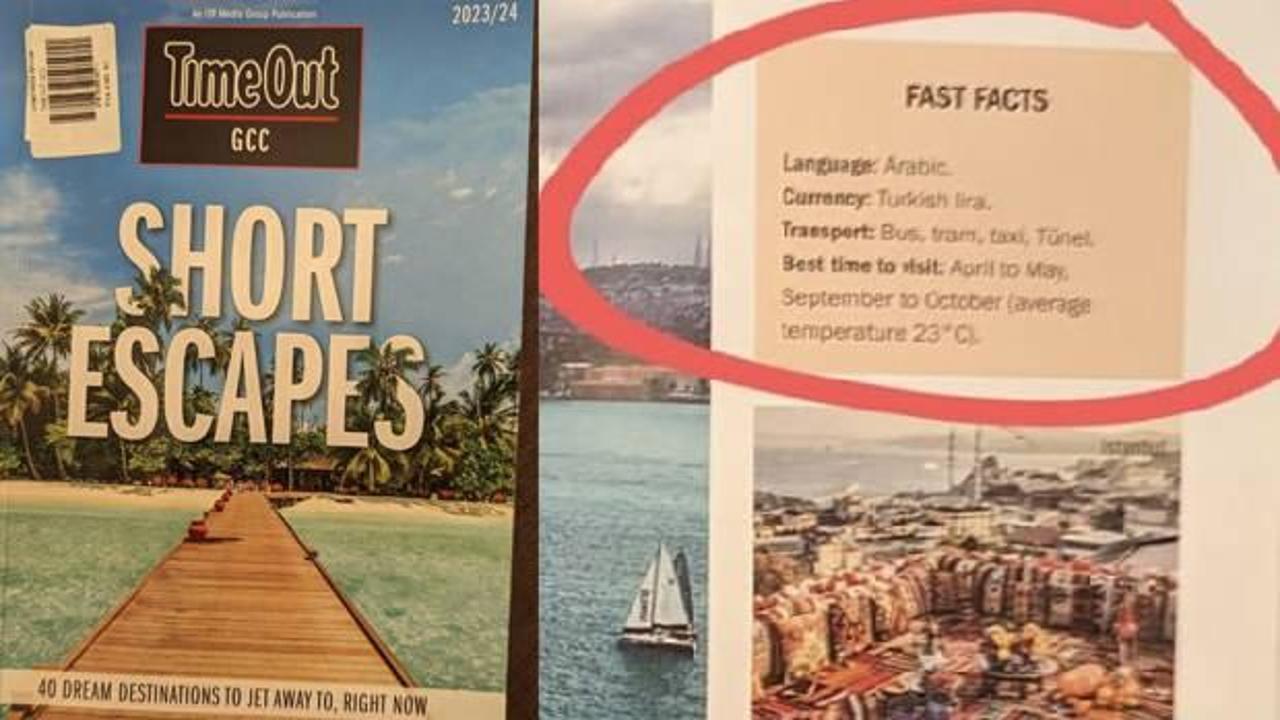 An ITP Media Group Publication
2023/24
TimeOut
GCC
SHORT
ESCAPES
40 DREAM DESTINATIONS TO JET AWAY TO, RIGHT NOW
FAST FACTS
Language: Arabic.
Currency: Turkish lira.
Transport: Bus, tram, taxi, Tünel.
Best time to visit: April to May,
September to October (average
temperature 23°C).
Istanbul